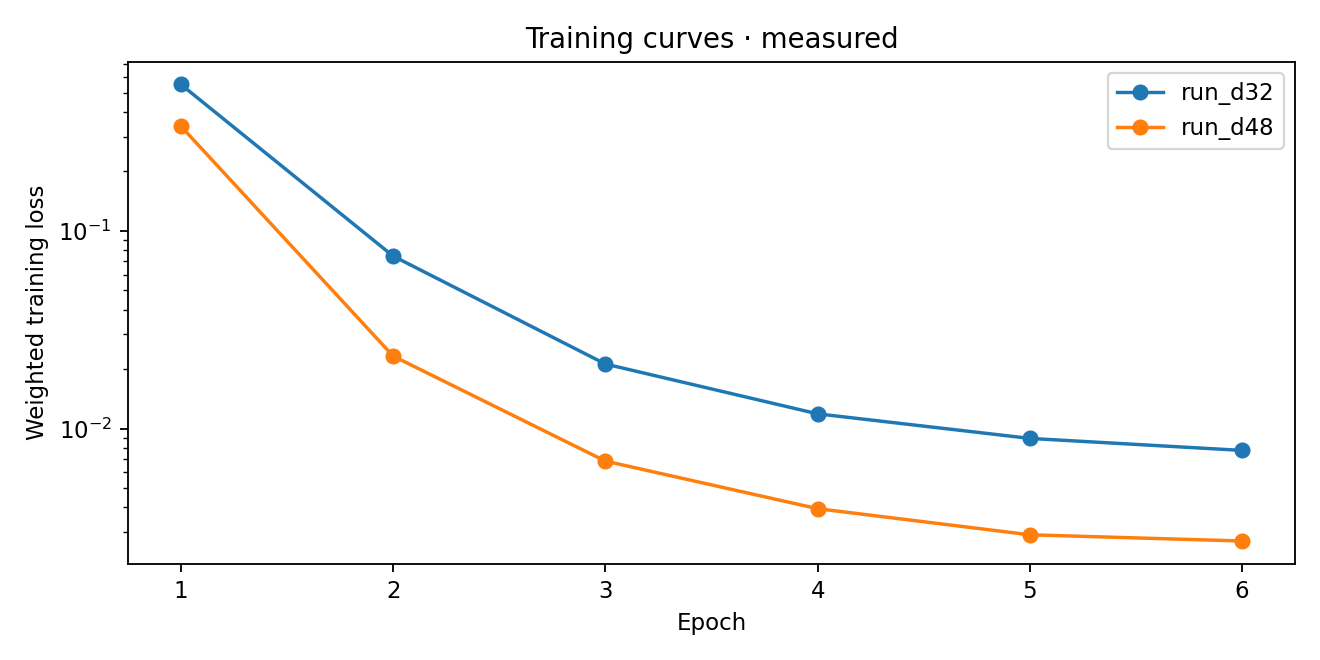 Training curves · measured
run_d32
run_d48
Weighted training loss
10⁻¹
10⁻²
1 2 3 4 5 6
Epoch